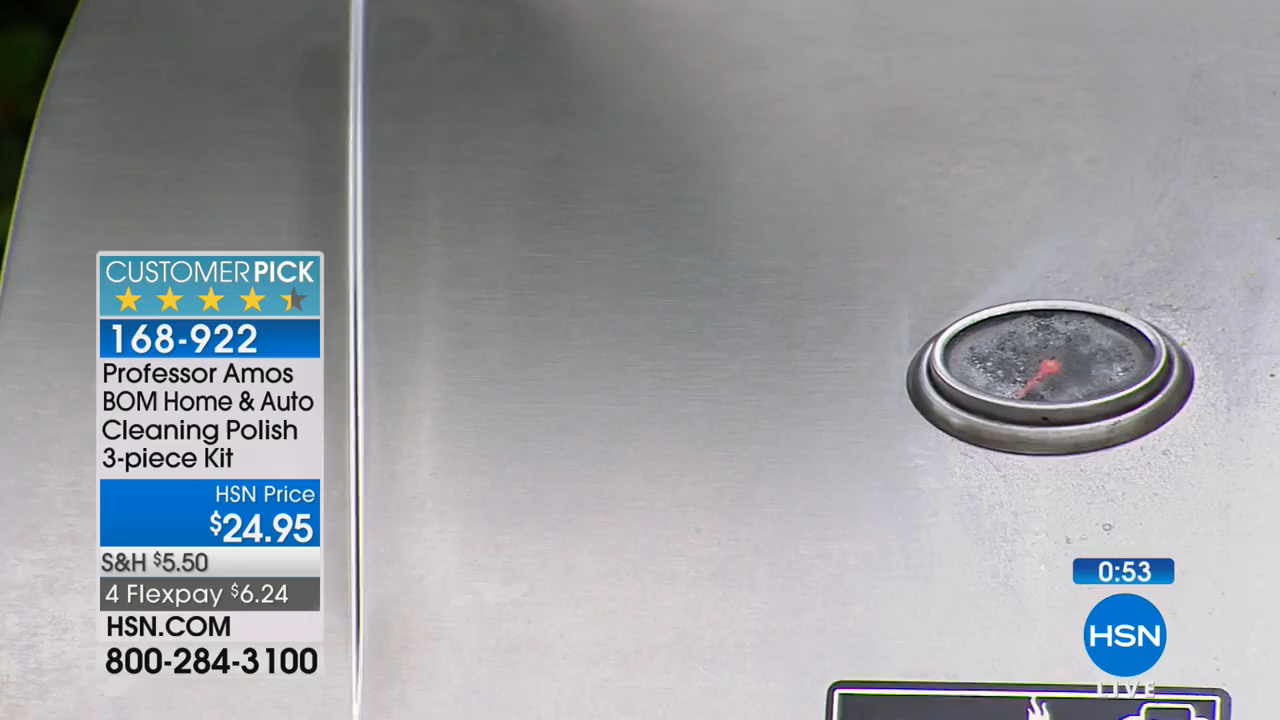 CUSTOMER PICK
168-922
Professor Amos
BOM Home & Auto
Cleaning Polish
3-piece Kit
HSN Price
$24.95
S&H $5.50
4 Flexpay $6.24
HSN.COM
800-284-3100
0:53
HSN
LIVE